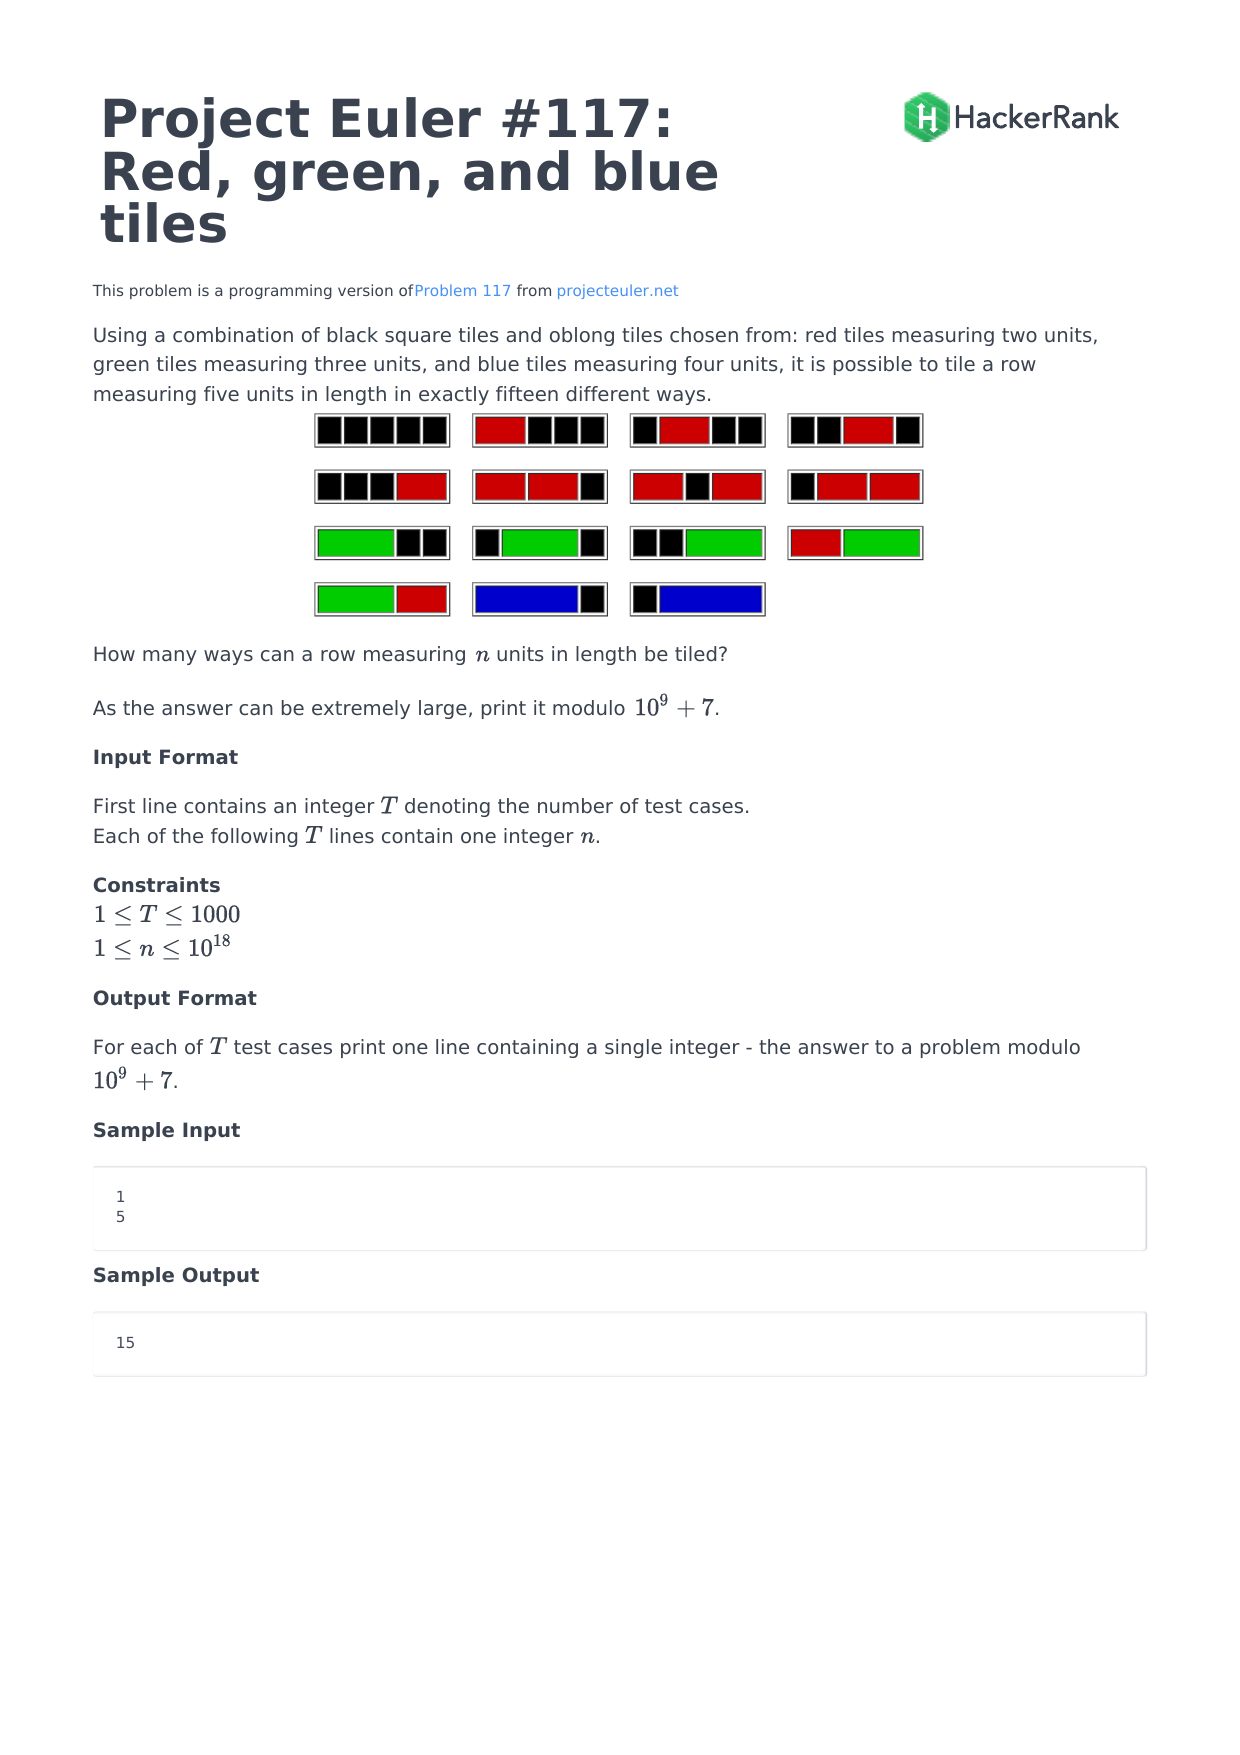 Project Euler #117:
Red, green, and blue
tiles
HackerRank
This problem is a programming version ofProblem 117 from projecteuler.net
Using a combination of black square tiles and oblong tiles chosen from: red tiles measuring two units,
green tiles measuring three units, and blue tiles measuring four units, it is possible to tile a row
measuring five units in length in exactly fifteen different ways.
How many ways can a row measuring n units in length be tiled?
As the answer can be extremely large, print it modulo 10^9 + 7.
Input Format
First line contains an integer T denoting the number of test cases.
Each of the following T lines contain one integer n.
Constraints
1 ≤ T ≤ 1000
1 ≤ n ≤ 10^18
Output Format
For each of T test cases print one line containing a single integer - the answer to a problem modulo
10^9 + 7.
Sample Input
1
5
Sample Output
15